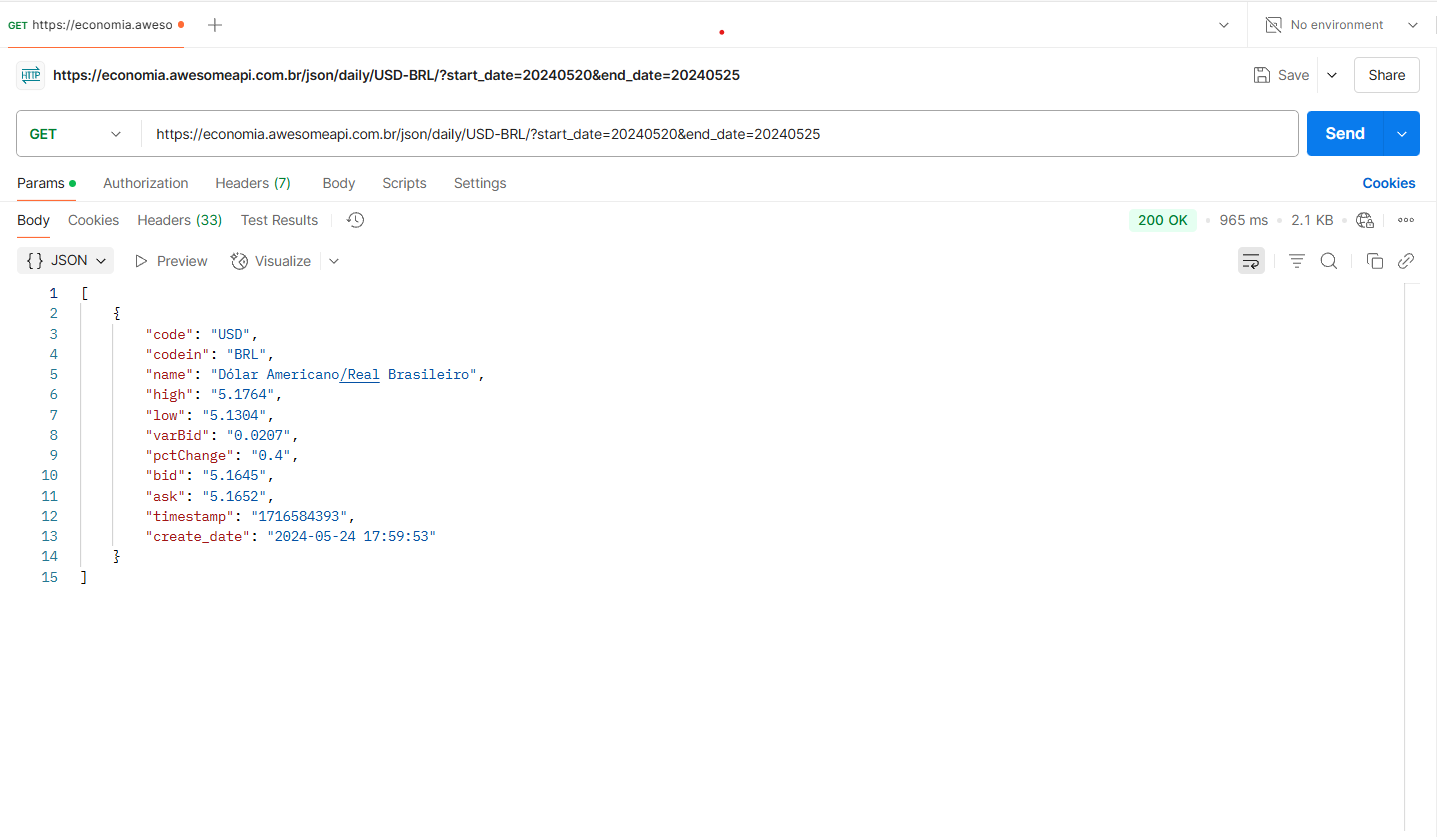 GET https://economia.aweso
No environment
HTTP https://economia.awesomeapi.com.br/json/daily/USD-BRL/?start_date=20240520&end_date=20240525
Save
Share
GET
https://economia.awesomeapi.com.br/json/daily/USD-BRL/?start_date=20240520&end_date=20240525
Send
Params
Authorization
Headers (7)
Body
Scripts
Settings
Cookies
Body
Cookies
Headers (33)
Test Results
200 OK
965 ms
2.1 KB
{} JSON
Preview
Visualize
1 [
2 {
3 "code": "USD",
4 "codein": "BRL",
5 "name": "Dólar Americano/Real Brasileiro",
6 "high": "5.1764",
7 "low": "5.1304",
8 "varBid": "0.0207",
9 "pctChange": "0.4",
10 "bid": "5.1645",
11 "ask": "5.1652",
12 "timestamp": "1716584393",
13 "create_date": "2024-05-24 17:59:53"
14 }
15 ]